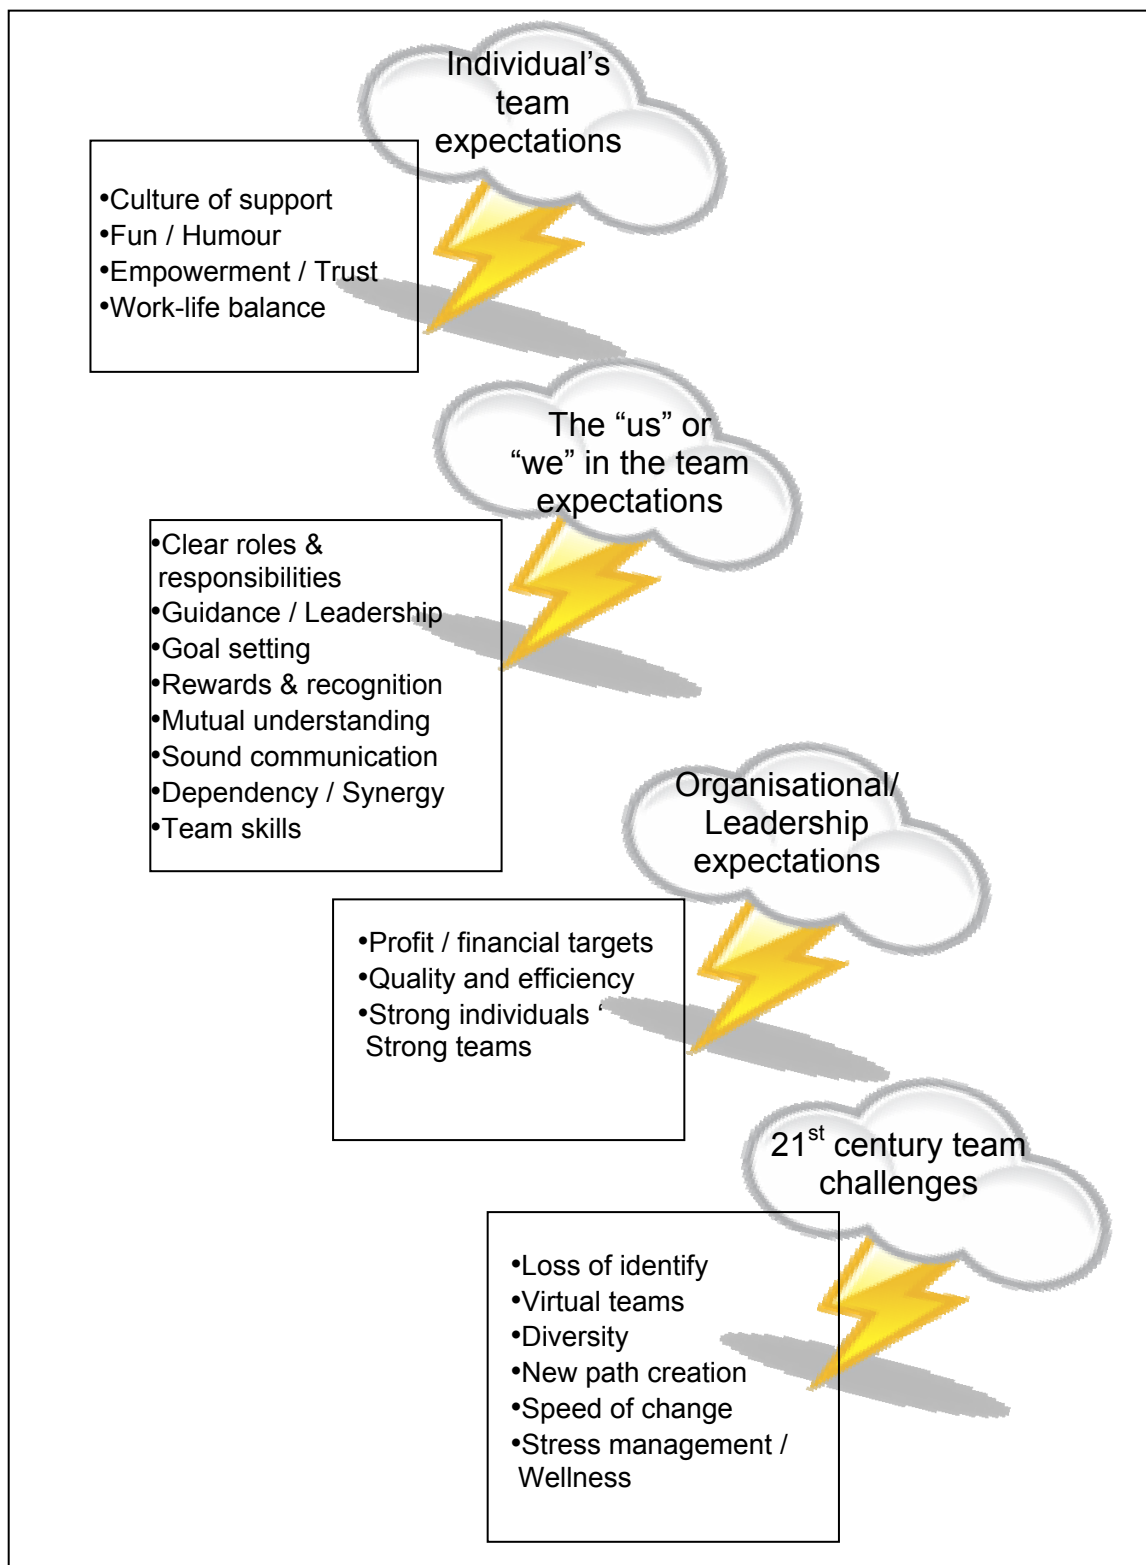 Individual’s
team
expectations
•Culture of support
•Fun / Humour
•Empowerment / Trust
•Work-life balance
The “us” or
“we” in the team
expectations
•Clear roles &
responsibilities
•Guidance / Leadership
•Goal setting
•Rewards & recognition
•Mutual understanding
•Sound communication
•Dependency / Synergy
•Team skills
Organisational/
Leadership
expectations
•Profit / financial targets
•Quality and efficiency
•Strong individuals ‘
Strong teams
21st century team
challenges
•Loss of identify
•Virtual teams
•Diversity
•New path creation
•Speed of change
•Stress management /
Wellness